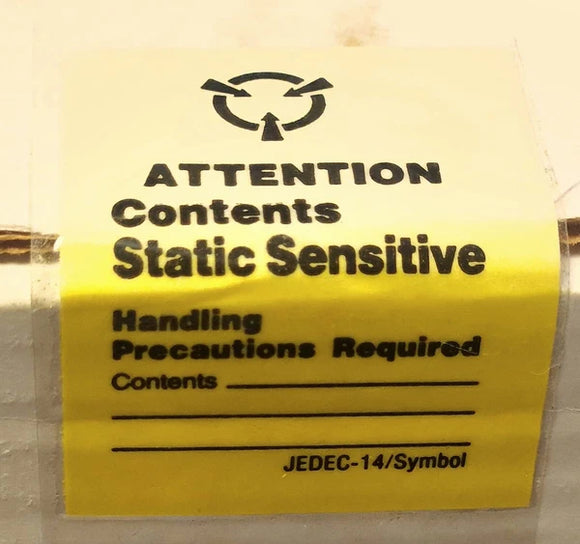 ATTENTION
Contents
Static Sensitive
Handling
Precautions Required
Contents
JEDEC-14/Symbol